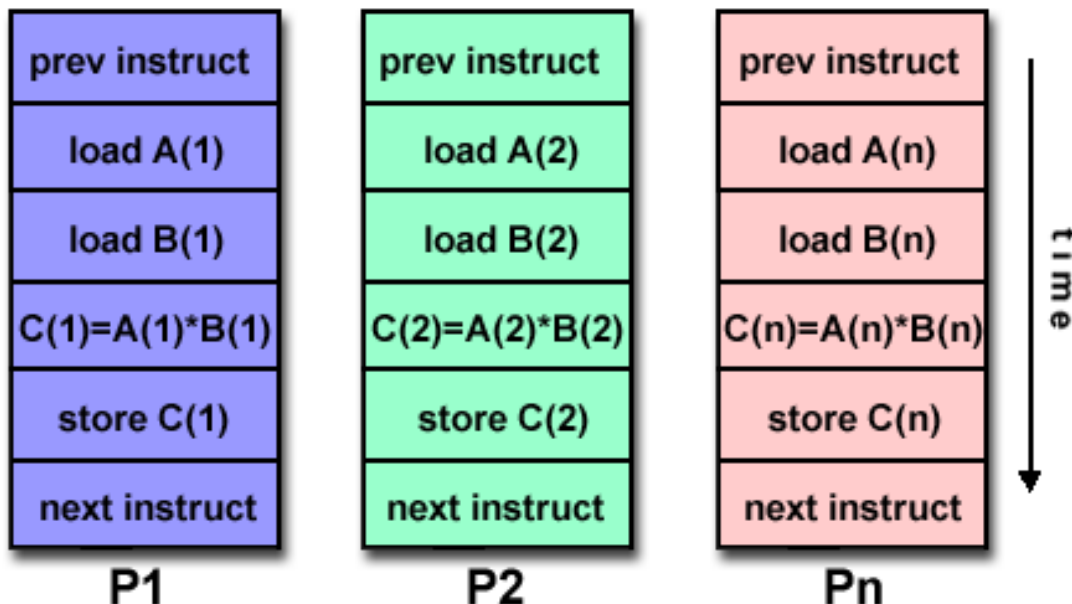 prev instruct
load A(1)
load B(1)
C(1)=A(1)*B(1)
store C(1)
next instruct
P1
prev instruct
load A(2)
load B(2)
C(2)=A(2)*B(2)
store C(2)
next instruct
P2
prev instruct
load A(n)
load B(n)
C(n)=A(n)*B(n)
store C(n)
next instruct
Pn
time